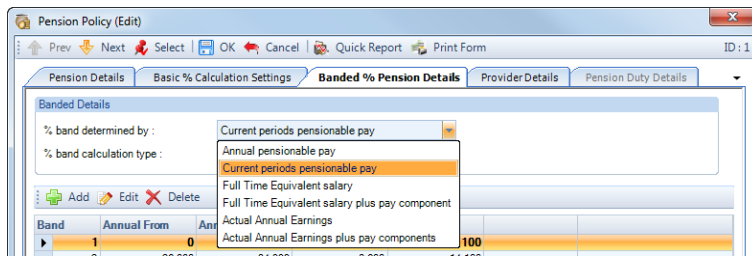 Pension Policy (Edit)
Prev Next Select OK Cancel Quick Report Print Form ID : 1
Pension Details Basic % Calculation Settings Banded % Pension Details Provider Details Pension Duty Details
Banded Details
% band determined by : Current periods pensionable pay
% band calculation type :
Annual pensionable pay
Current periods pensionable pay
Full Time Equivalent salary
Full Time Equivalent salary plus pay component
Actual Annual Earnings
Actual Annual Earnings plus pay components
Add Edit Delete
Band Annual From
1 0 100